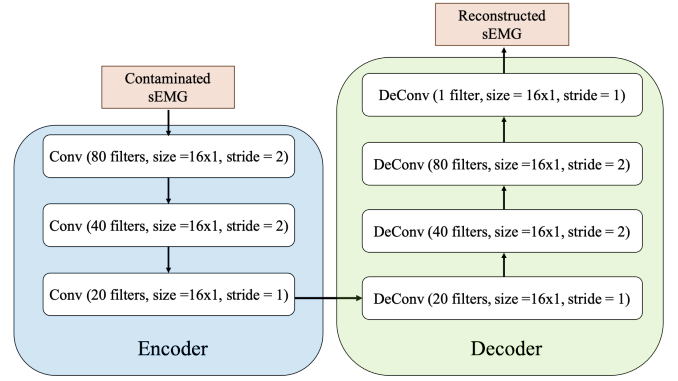 Contaminated
sEMG
Conv (80 filters, size =16x1, stride = 2)
Conv (40 filters, size =16x1, stride = 2)
Conv (20 filters, size =16x1, stride = 1)
Encoder
Reconstructed
sEMG
DeConv (1 filter, size = 16x1, stride = 1)
DeConv (80 filters, size =16x1, stride = 2)
DeConv (40 filters, size =16x1, stride = 2)
DeConv (20 filters, size =16x1, stride = 1)
Decoder